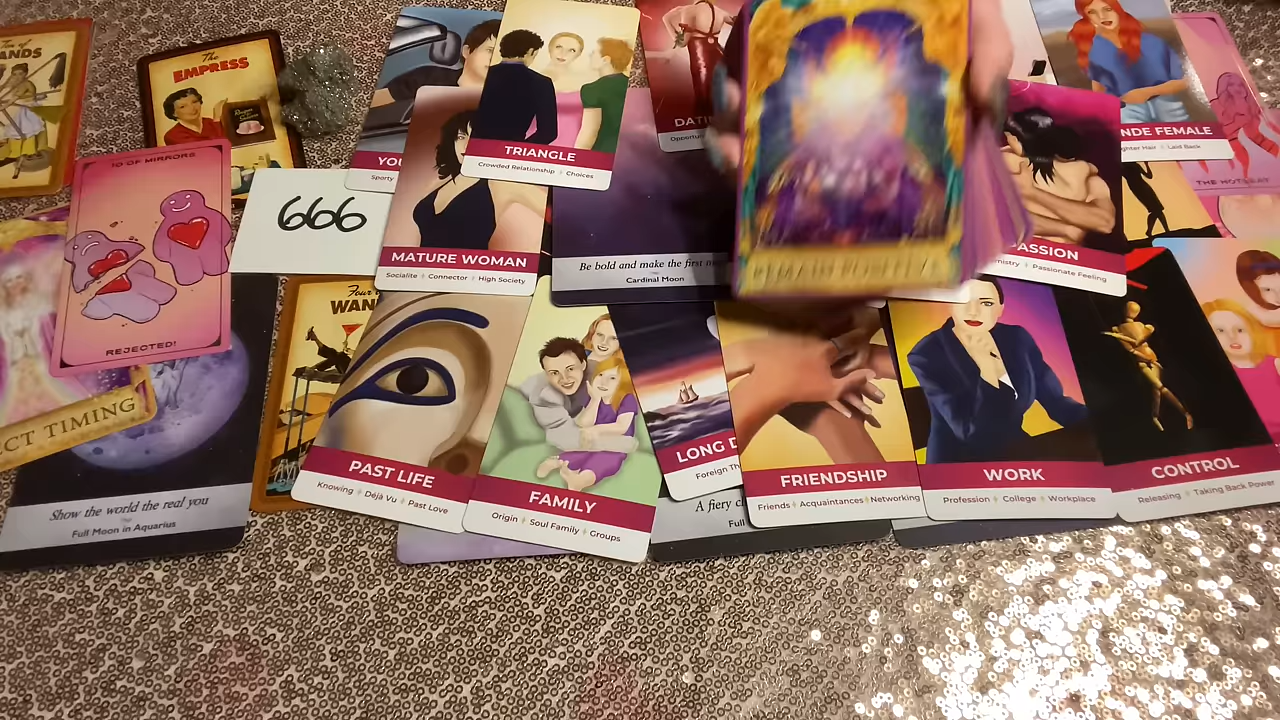 ANDS
The
EMPRESS
10 OF MIRRORS
REJECTED!
666
YOU
Sporty
TRIANGLE
Crowded Relationship Choices
MATURE WOMAN
Socialite Connector High Society
DATI
Be bold and make the first
Cardinal Moon
ASSION
Passionate Feeling
NDE FEMALE
Hair Laid Back
CT TIMING
Show the world the real you
Full Moon in Aquarius
Four
WAN
PAST LIFE
Knowing Déjà Vu Past Love
FAMILY
Origin Soul Family Groups
LONG D
Foreign Th
A fiery
Full
FRIENDSHIP
Friends Acquaintances Networking
WORK
Profession College Workplace
CONTROL
Releasing Taking Back Power